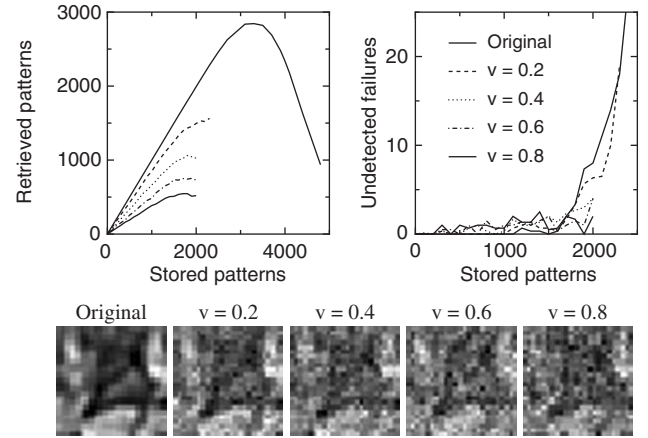 3000
2000
1000
0
Retrieved patterns
0 2000 4000
Stored patterns
20
10
0
Undetected failures
Original
v = 0.2
v = 0.4
v = 0.6
v = 0.8
0 1000 2000
Stored patterns
Original v = 0.2 v = 0.4 v = 0.6 v = 0.8